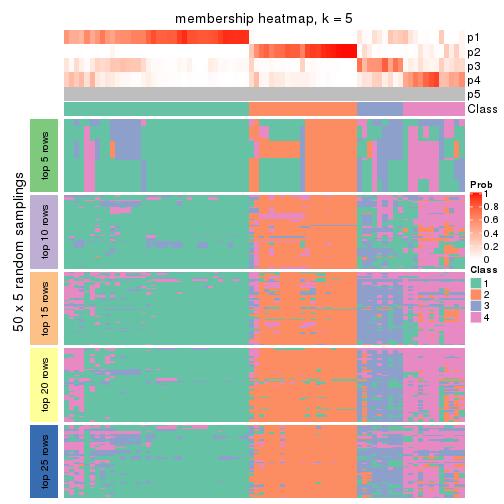 membership heatmap, k = 5
p1
p2
p3
p4
p5
Class
50 x 5 random samplings
top 5 rows
top 10 rows
top 15 rows
top 20 rows
top 25 rows
Prob
1
0.8
0.6
0.4
0.2
0
Class
1
2
3
4